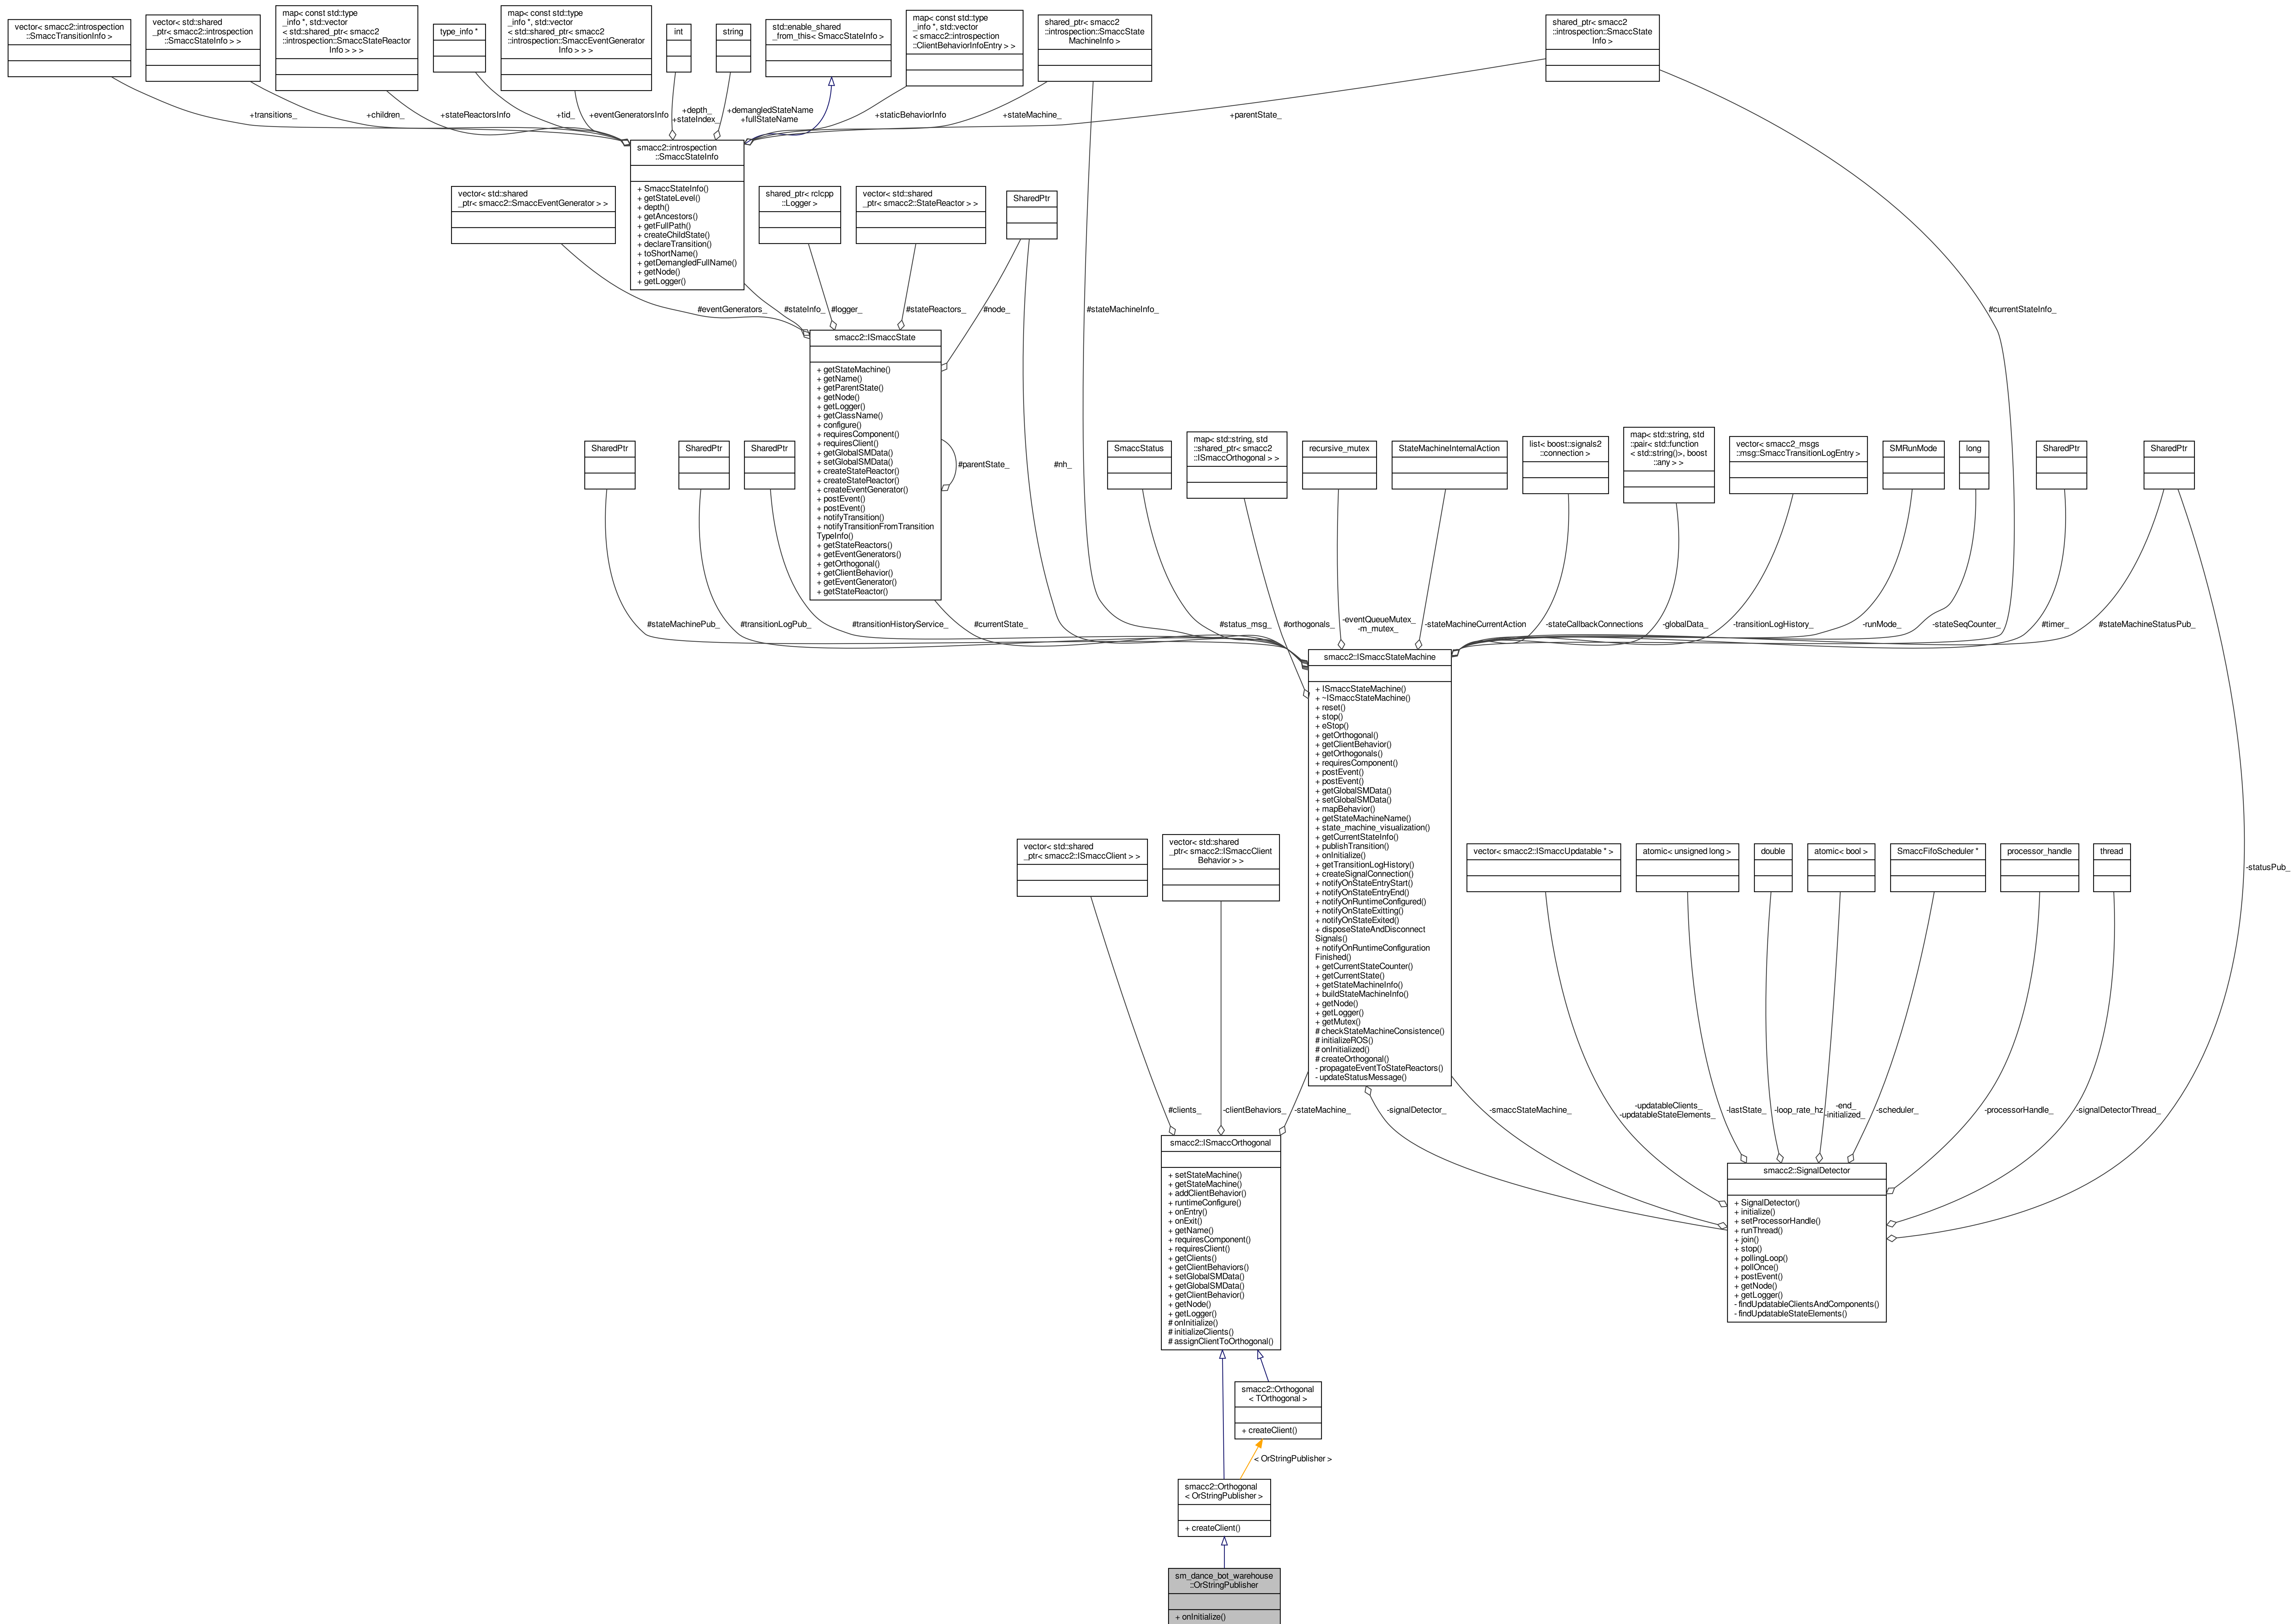 vector< smacc2::introspection
::SmaccTransitionInfo >
vector< std::shared
_ptr< smacc2::introspection
::SmaccStateInfo > >
map< const std::type
_info *, std::vector
< std::shared_ptr< smacc2
::introspection::SmaccStateReactor
Info > > >
type_info *
map< const std::type
_info *, std::vector
< std::shared_ptr< smacc2
::introspection::SmaccEventGenerator
Info > > >
int
string
std::enable_shared
_from_this< SmaccStateInfo >
map< const std::type
_info *, std::vector
< smacc2::introspection
::ClientBehaviorInfoEntry > >
shared_ptr< smacc2
::introspection::SmaccState
MachineInfo >
shared_ptr< smacc2
::introspection::SmaccState
Info >
+transitions_
+children_
+stateReactorsInfo
+tid_
+eventGeneratorsInfo
+depth_
+stateIndex_
+demangledStateName
+fullStateName
+staticBehaviorInfo
+stateMachine_
+parentState_
smacc2::introspection
::SmaccStateInfo
+ SmaccStateInfo()
+ getStateLevel()
+ depth()
+ getAncestors()
+ getFullPath()
+ createChildState()
+ declareTransition()
+ toShortName()
+ getDemangledFullName()
+ getNode()
+ getLogger()
vector< std::shared
_ptr< smacc2::SmaccEventGenerator > >
shared_ptr< rclcpp
::Logger >
vector< std::shared
_ptr< smacc2::StateReactor > >
SharedPtr
#eventGenerators_
#stateInfo_
#logger_
#stateReactors_
#node_
#stateMachineInfo_
#currentStateInfo_
smacc2::ISmaccState
+ getStateMachine()
+ getName()
+ getParentState()
+ getNode()
+ getLogger()
+ getClassName()
+ configure()
+ requiresComponent()
+ requiresClient()
+ getGlobalSMData()
+ setGlobalSMData()
+ createStateReactor()
+ createStateReactor()
+ createEventGenerator()
+ postEvent()
+ postEvent()
+ notifyTransition()
+ notifyTransitionFromTransition
TypeInfo()
+ getStateReactors()
+ getEventGenerators()
+ getOrthogonal()
+ getClientBehavior()
+ getEventGenerator()
+ getStateReactor()
#parentState_
#nh_
SharedPtr
SharedPtr
SharedPtr
SmaccStatus
map< std::string, std
::shared_ptr< smacc2
::ISmaccOrthogonal > >
recursive_mutex
StateMachineInternalAction
list< boost::signals2
::connection >
map< std::string, std
::pair< std::function
< std::string()>, boost
::any > >
vector< smacc2_msgs
::msg::SmaccTransitionLogEntry >
SMRunMode
long
SharedPtr
SharedPtr
#stateMachinePub_
#transitionLogPub_
#transitionHistoryService_
#currentState_
#status_msg_
#orthogonals_
-eventQueueMutex_
-m_mutex_
-stateMachineCurrentAction
-stateCallbackConnections
-globalData_
-transitionLogHistory_
-runMode_
-stateSeqCounter_
#timer_
#stateMachineStatusPub_
smacc2::ISmaccStateMachine
+ ISmaccStateMachine()
+ ~ISmaccStateMachine()
+ reset()
+ stop()
+ eStop()
+ getOrthogonal()
+ getClientBehavior()
+ getOrthogonals()
+ requiresComponent()
+ postEvent()
+ postEvent()
+ getGlobalSMData()
+ setGlobalSMData()
+ mapBehavior()
+ getStateMachineName()
+ state_machine_visualization()
+ getCurrentStateInfo()
+ publishTransition()
+ onInitialize()
+ getTransitionLogHistory()
+ createSignalConnection()
+ notifyOnStateEntryStart()
+ notifyOnStateEntryEnd()
+ notifyOnRuntimeConfigured()
+ notifyOnStateExitting()
+ notifyOnStateExited()
+ disposeStateAndDisconnect
Signals()
+ notifyOnRuntimeConfiguration
Finished()
+ getCurrentStateCounter()
+ getCurrentState()
+ getStateMachineInfo()
+ buildStateMachineInfo()
+ getNode()
+ getLogger()
+ getMutex()
# checkStateMachineConsistence()
# initializeROS()
# onInitialized()
# createOrthogonal()
- propagateEventToStateReactors()
- updateStatusMessage()
vector< std::shared
_ptr< smacc2::ISmaccClient > >
vector< std::shared
_ptr< smacc2::ISmaccClient
Behavior > >
vector< smacc2::ISmaccUpdatable * >
atomic< unsigned long >
double
atomic< bool >
SmaccFifoScheduler *
processor_handle
thread
-statusPub_
#clients_
-clientBehaviors_
-stateMachine_
-signalDetector_
-smaccStateMachine_
-updatableClients_
-updatableStateElements_
-lastState_
-loop_rate_hz
-end_
-initialized_
-scheduler_
-processorHandle_
-signalDetectorThread_
smacc2::ISmaccOrthogonal
+ setStateMachine()
+ getStateMachine()
+ addClientBehavior()
+ runtimeConfigure()
+ onEntry()
+ onExit()
+ getName()
+ requiresComponent()
+ requiresClient()
+ getClients()
+ getClientBehaviors()
+ setGlobalSMData()
+ getGlobalSMData()
+ getClientBehavior()
+ getNode()
+ getLogger()
# onInitialize()
# initializeClients()
# assignClientToOrthogonal()
smacc2::SignalDetector
+ SignalDetector()
+ initialize()
+ setProcessorHandle()
+ runThread()
+ join()
+ stop()
+ pollingLoop()
+ pollOnce()
+ postEvent()
+ getNode()
+ getLogger()
- findUpdatableClientsAndComponents()
- findUpdatableStateElements()
smacc2::Orthogonal
< TOrthogonal >
+ createClient()
< OrStringPublisher >
smacc2::Orthogonal
< OrStringPublisher >
+ createClient()
sm_dance_bot_warehouse
::OrStringPublisher
+ onInitialize()